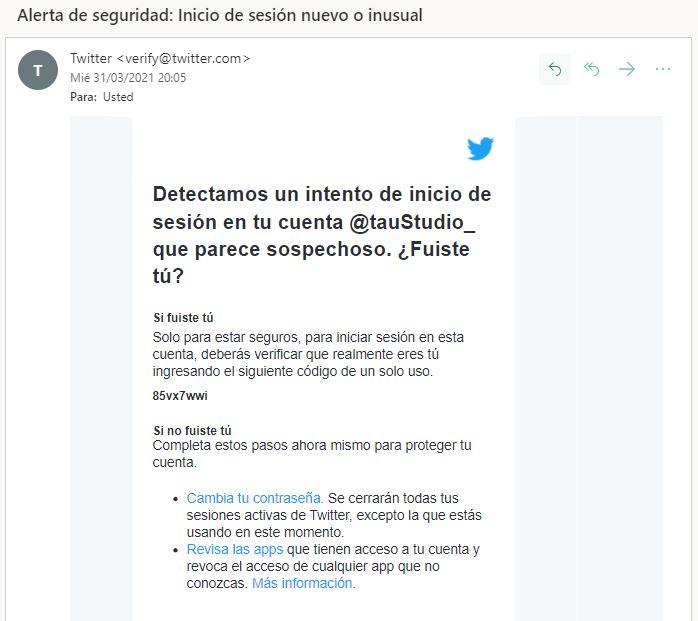 Alerta de seguridad: Inicio de sesión nuevo o inusual
T
Twitter <verify@twitter.com>
Mié 31/03/2021 20:05
Para: Usted
Detectamos un intento de inicio de
sesión en tu cuenta @tauStudio_
que parece sospechoso. ¿Fuiste
tú?
Si fuiste tú
Solo para estar seguros, para iniciar sesión en esta
cuenta, deberás verificar que realmente eres tú
ingresando el siguiente código de un solo uso.
85vx7wwi
Si no fuiste tú
Completa estos pasos ahora mismo para proteger tu
cuenta.
• Cambia tu contraseña. Se cerrarán todas tus
sesiones activas de Twitter, excepto la que estás
usando en este momento.
• Revisa las apps que tienen acceso a tu cuenta y
revoca el acceso de cualquier app que no
conozcas. Más información.